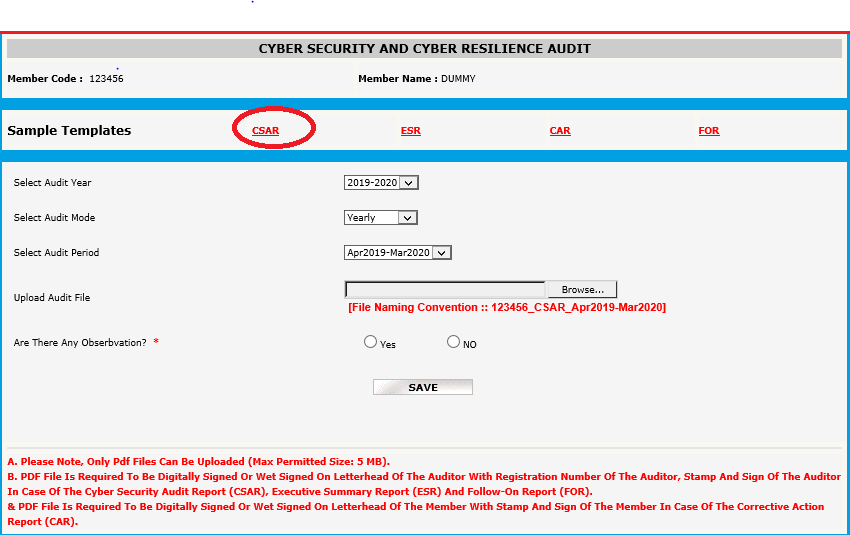 CYBER SECURITY AND CYBER RESILIENCE AUDIT
Member Code : 123456 Member Name : DUMMY
Sample Templates CSAR ESR CAR FOR
Select Audit Year 2019-2020
Select Audit Mode Yearly
Select Audit Period Apr2019-Mar2020
Upload Audit File Browse...
[File Naming Convention :: 123456_CSAR_Apr2019-Mar2020]
Are There Any Obserbvation? * Yes NO
SAVE
A. Please Note, Only Pdf Files Can Be Uploaded (Max Permitted Size: 5 MB).
B. PDF File Is Required To Be Digitally Signed Or Wet Signed On Letterhead Of The Auditor With Registration Number Of The Auditor, Stamp And Sign Of The Auditor
In Case Of The Cyber Security Audit Report (CSAR), Executive Summary Report (ESR) And Follow-On Report (FOR).
& PDF File Is Required To Be Digitally Signed Or Wet Signed On Letterhead Of The Member With Stamp And Sign Of The Member In Case Of The Corrective Action
Report (CAR).